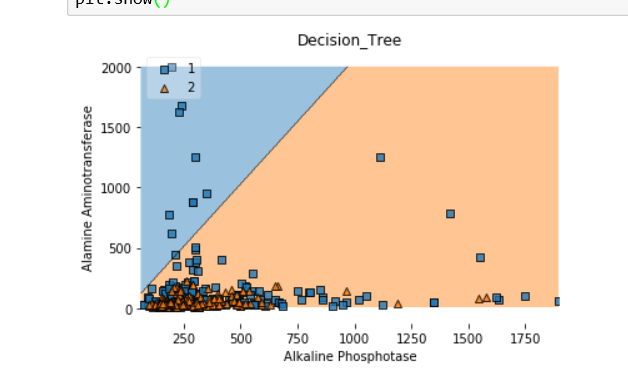 plt.show()
Decision_Tree
1
2
2000
1500
1000
500
0
Alamine Aminotransferase
250 500 750 1000 1250 1500 1750
Alkaline Phosphotase